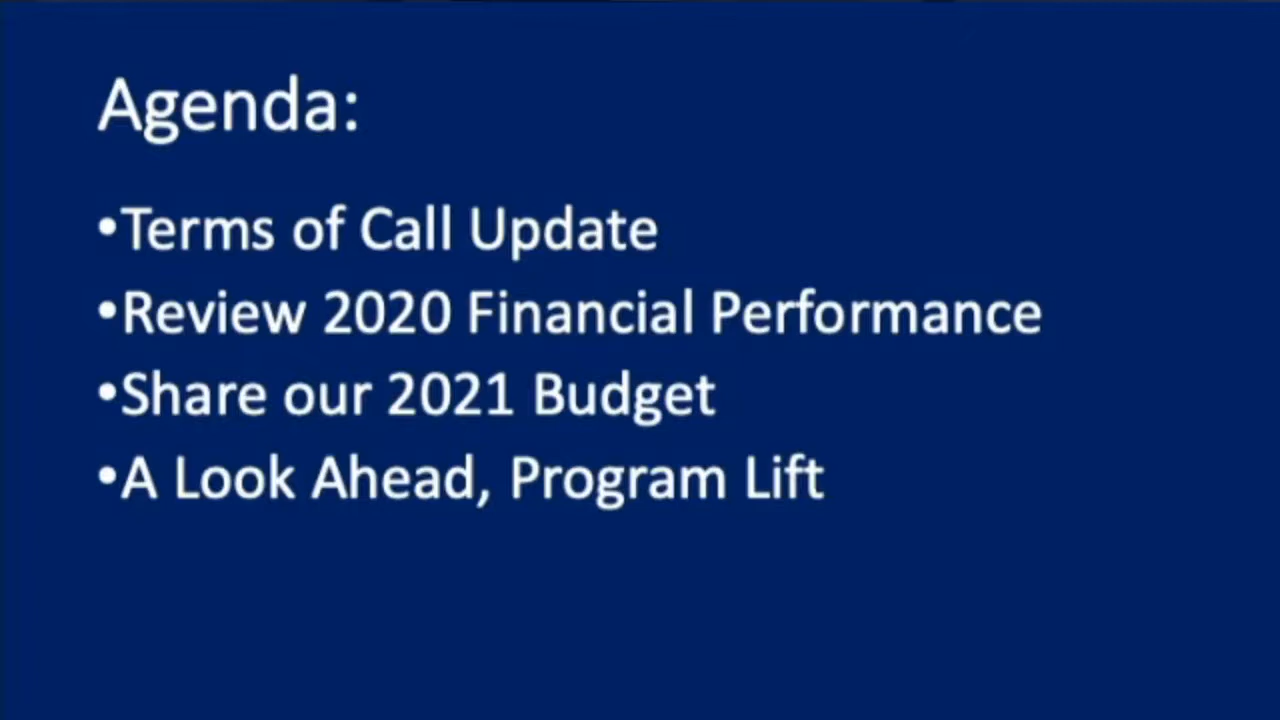 Agenda:
•Terms of Call Update
•Review 2020 Financial Performance
•Share our 2021 Budget
•A Look Ahead, Program Lift